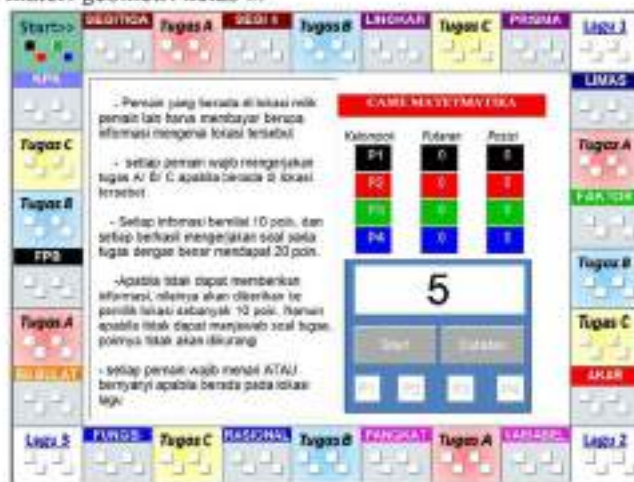 Start>>
SEGITIGA
Tugas A
SEGI 4
Tugas B
LINGKAR
Tugas C
PRISMA
Lagu 1
KPK
LIMAS
Tugas C
Tugas A
Tugas B
FAKTOR
FPB
Tugas B
Tugas A
Tugas C
BULAT
AKAR
Lagu 3
FUNGSI
Tugas C
RASIONAL
Tugas B
PANGKAT
Tugas A
VARIABEL
Lagu 2
- Pemain yang berada di lokasi milik
pemain lain harus membayar berupa
informasi mengenai lokasi tersebut
- setiap pemain wajib mengerjakan
tugas A/ B/ C apabila berada di lokasi
tersebut
- Setiap informasi bernilai 10 poin, dan
setiap berhasil mengerjakan soal pada
tugas dengan benar mendapat 20 poin.
-Apabila tidak dapat memberikan
informasi, nilainya akan diberikan ke
pemilik lokasi sebanyak 10 poin. Namun
apabila tidak dapat menjawab soal tugas,
poinnya tidak akan dikurangi
- setiap pemain wajib menari ATAU
bernyanyi apabila berada pada lokasi
lagu
GAME MATETMATIKA
Kelompok Putaran Posisi
P1 0 0
P2 0 0
P3 0 0
P4 0 0
5
Start
P1 P2 P3 P4